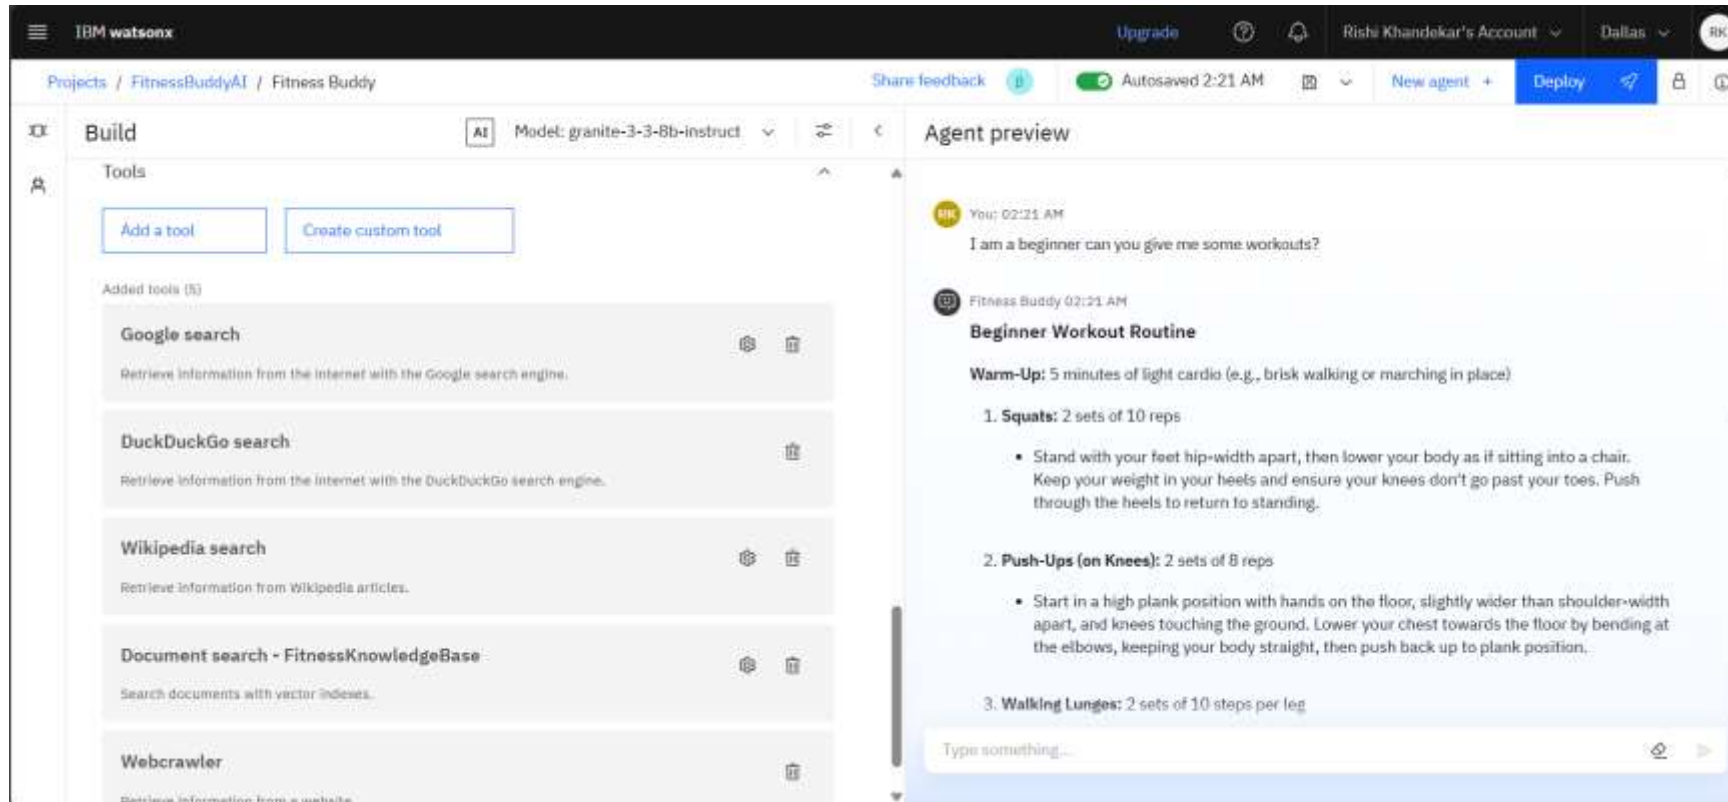 IBM watsonx
Upgrade
Rishi Khandekar's Account
Dallas
RK
Projects / FitnessBuddyAI / Fitness Buddy
Share feedback
Autosaved 2:21 AM
New agent +
Deploy
Build
AI
Model: granite-3-3-8b-instruct
Tools
Add a tool
Create custom tool
Added tools (5)
Google search
Retrieve information from the internet with the Google search engine.
DuckDuckGo search
Retrieve information from the internet with the DuckDuckGo search engine.
Wikipedia search
Retrieve information from Wikipedia articles.
Document search - FitnessKnowledgeBase
Search documents with vector indexes.
Webcrawler
Retrieve information from a website.
Agent preview
RK
You: 02:21 AM
I am a beginner can you give me some workouts?
Fitness Buddy 02:21 AM
Beginner Workout Routine
Warm-Up: 5 minutes of light cardio (e.g., brisk walking or marching in place)
1. Squats: 2 sets of 10 reps
• Stand with your feet hip-width apart, then lower your body as if sitting into a chair.
Keep your weight in your heels and ensure your knees don't go past your toes. Push
through the heels to return to standing.
2. Push-Ups (on Knees): 2 sets of 8 reps
• Start in a high plank position with hands on the floor, slightly wider than shoulder-width
apart, and knees touching the ground. Lower your chest towards the floor by bending at
the elbows, keeping your body straight, then push back up to plank position.
3. Walking Lunges: 2 sets of 10 steps per leg
Type something...